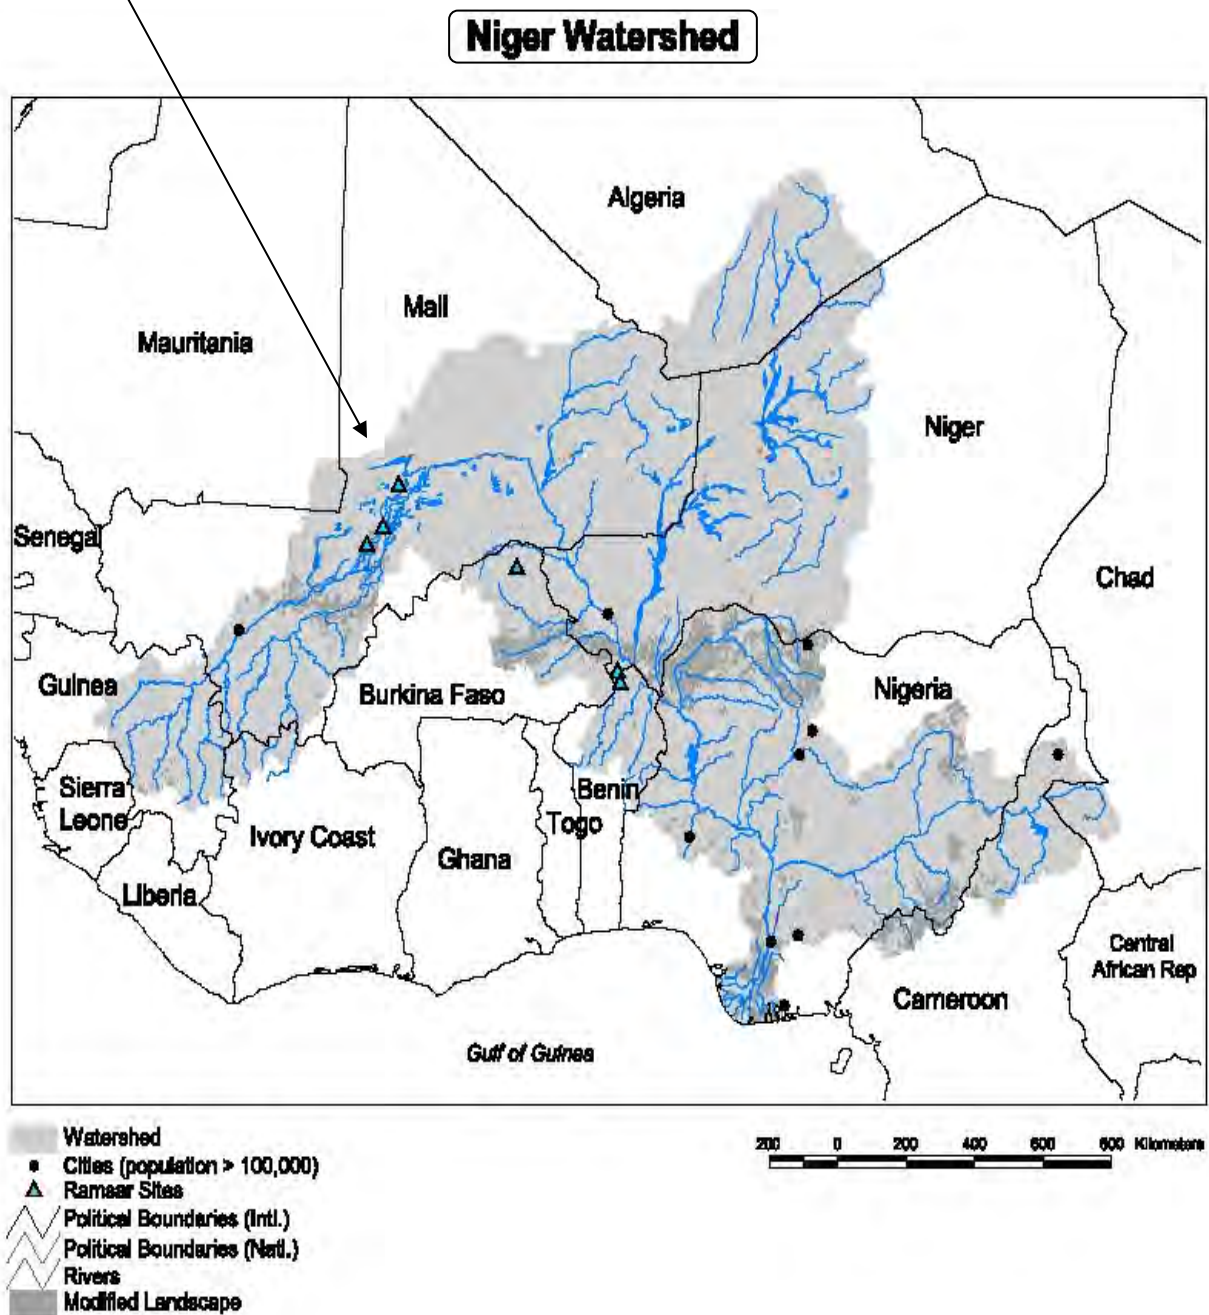 Niger Watershed
Algeria
Mali
Mauritania
Niger
Senegal
Chad
Guinea
Burkina Faso
Nigeria
Sierra
Leone
Benin
Togo
Ivory Coast
Ghana
Liberia
Central
African Rep
Cameroon
Gulf of Guinea
Watershed
Cities (population > 100,000)
Ramsar Sites
Political Boundaries (Intl.)
Political Boundaries (Natl.)
Rivers
Modified Landscape
200 0 200 400 600 800 Kilometers